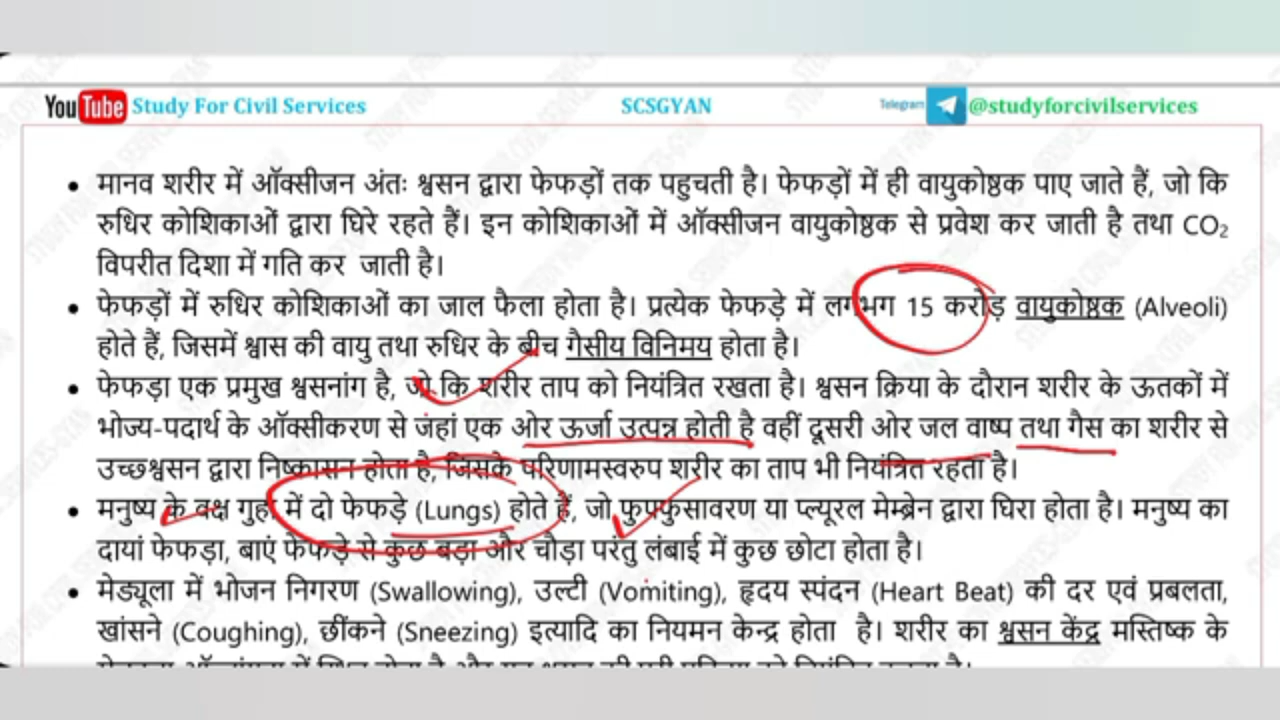 YouTube Study For Civil Services SCSGYAN Telegram @studyforcivilservices
• मानव शरीर में ऑक्सीजन अंतः श्वसन द्वारा फेफड़ों तक पहुचती है। फेफड़ों में ही वायुकोष्ठक पाए जाते हैं, जो कि
रुधिर कोशिकाओं द्वारा घिरे रहते हैं। इन कोशिकाओं में ऑक्सीजन वायुकोष्ठक से प्रवेश कर जाती है तथा CO₂
विपरीत दिशा में गति कर जाती है।
• फेफड़ों में रुधिर कोशिकाओं का जाल फैला होता है। प्रत्येक फेफड़े में लगभग 15 करोड़ वायुकोष्ठक (Alveoli)
होते हैं, जिसमें श्वास की वायु तथा रुधिर के बीच गैसीय विनिमय होता है।
• फेफड़ा एक प्रमुख श्वसनांग है, जो कि शरीर ताप को नियंत्रित रखता है। श्वसन क्रिया के दौरान शरीर के ऊतकों में
भोज्य-पदार्थ के ऑक्सीकरण से जंहां एक ओर ऊर्जा उत्पन्न होती है वहीं दूसरी ओर जल वाष्प तथा गैस का शरीर से
उच्छश्वसन द्वारा निष्कासन होता है, जिसके परिणामस्वरुप शरीर का ताप भी नियंत्रित रहता है।
• मनुष्य के वक्ष गुहा में दो फेफड़े (Lungs) होते हैं, जो फुफ्फुसावरण या प्ल्यूरल मेम्ब्रेन द्वारा घिरा होता है। मनुष्य का
दायां फेफड़ा, बाएं फेफड़े से कुछ बड़ा और चौड़ा परंतु लंबाई में कुछ छोटा होता है।
• मेड्यूला में भोजन निगरण (Swallowing), उल्टी (Vomiting), हृदय स्पंदन (Heart Beat) की दर एवं प्रबलता,
खांसने (Coughing), छींकने (Sneezing) इत्यादि का नियमन केन्द्र होता है। शरीर का श्वसन केंद्र मस्तिष्क के